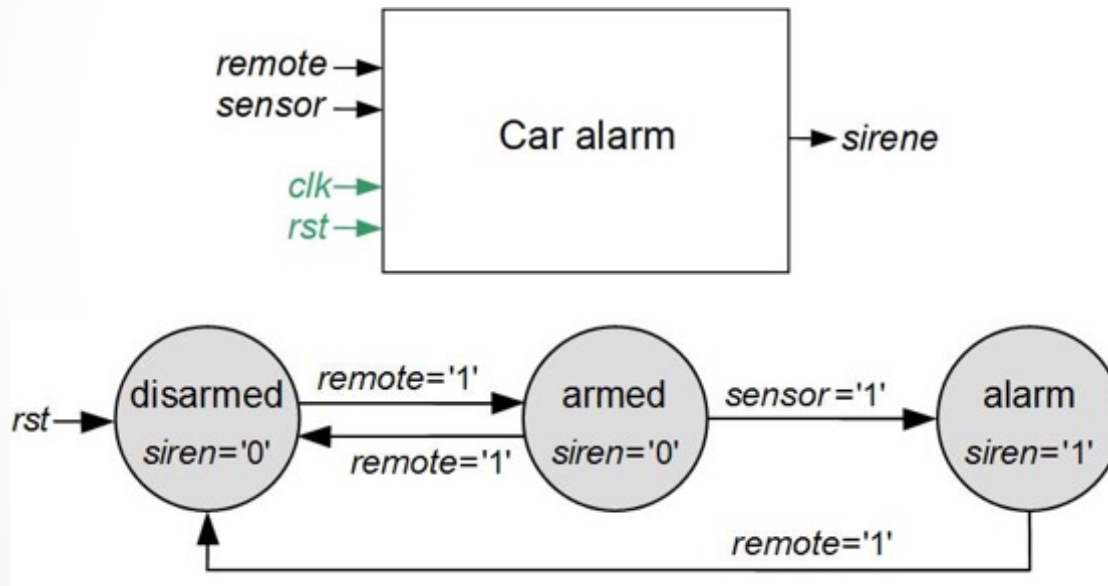 remote
sensor
Car alarm
sirene
clk
rst
disarmed
remote='1'
armed
sensor='1'
alarm
rst
siren='0'
remote='1'
siren='0'
siren='1'
remote='1'